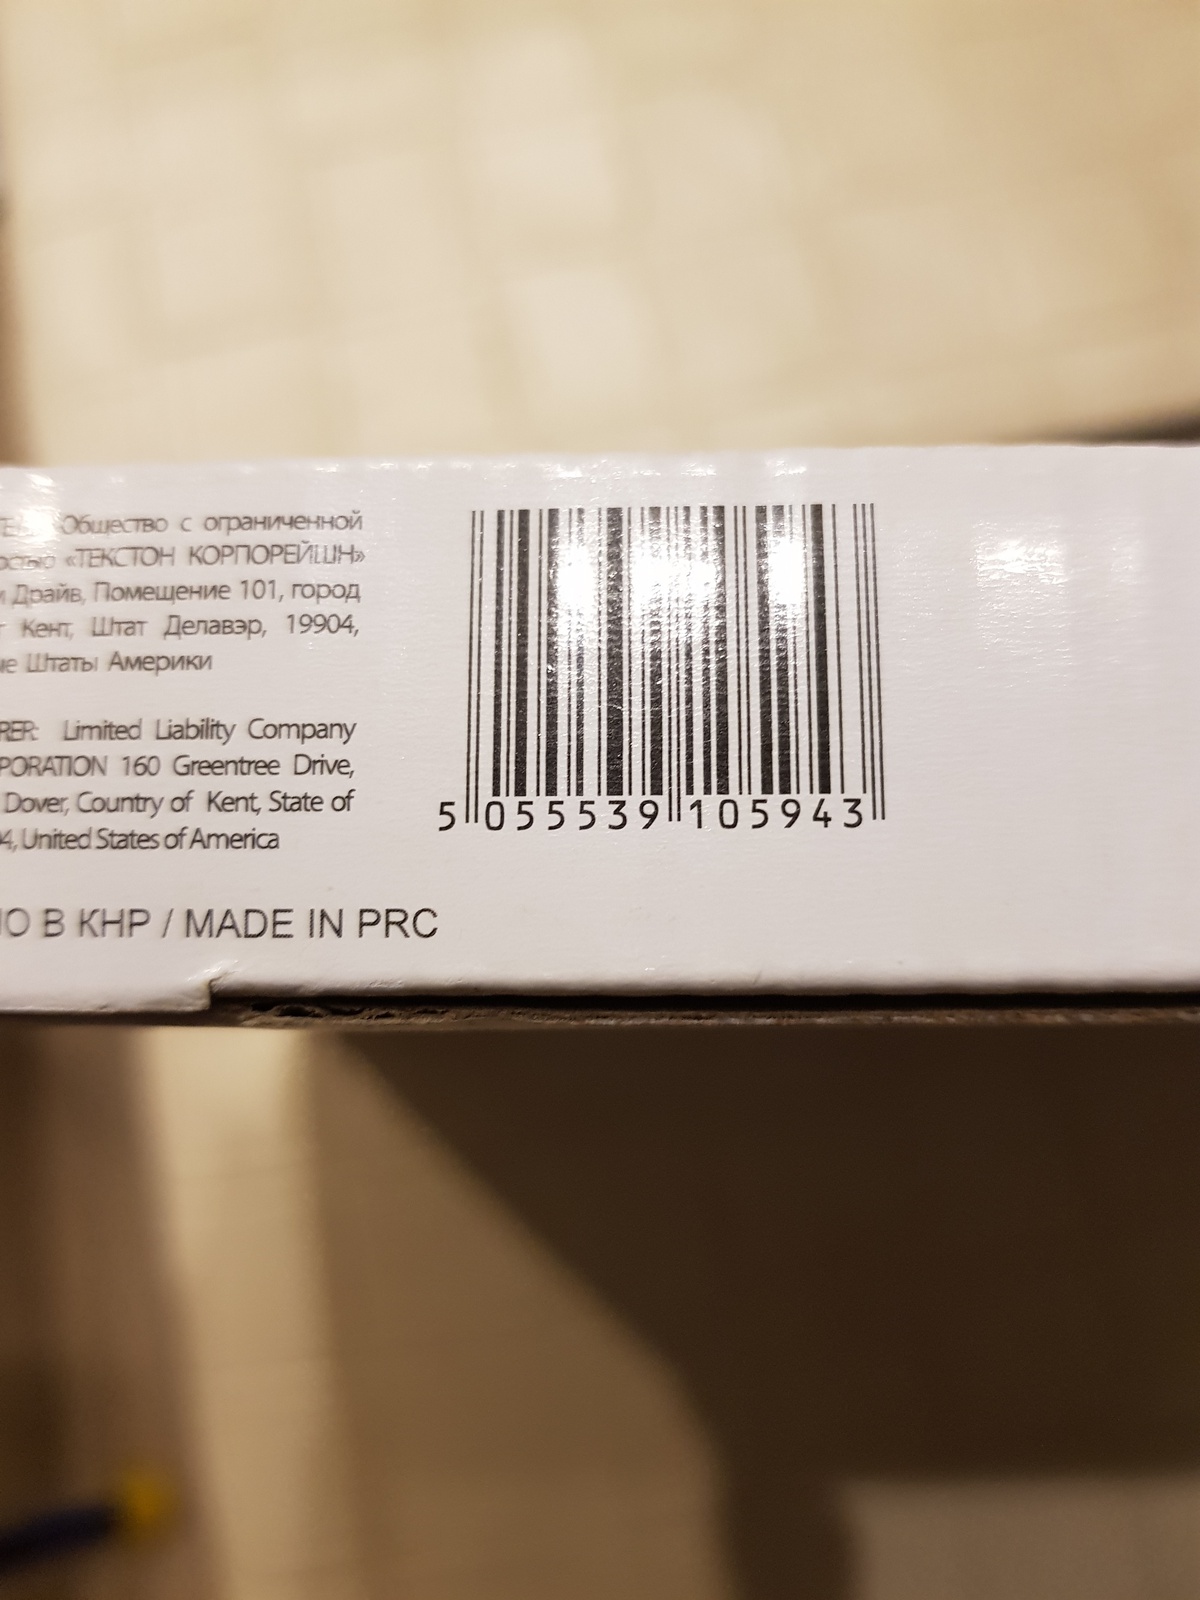 Общество с ограниченной
«ТЕКСТОН КОРПОРЕЙШН»
Драйв, Помещение 101, город
Кент, Штат Делавэр, 19904,
Штаты Америки
Limited Liability Company
160 Greentree Drive,
Dover, Country of Kent, State of
United States of America
В КНР / MADE IN PRC
5 055539 105943